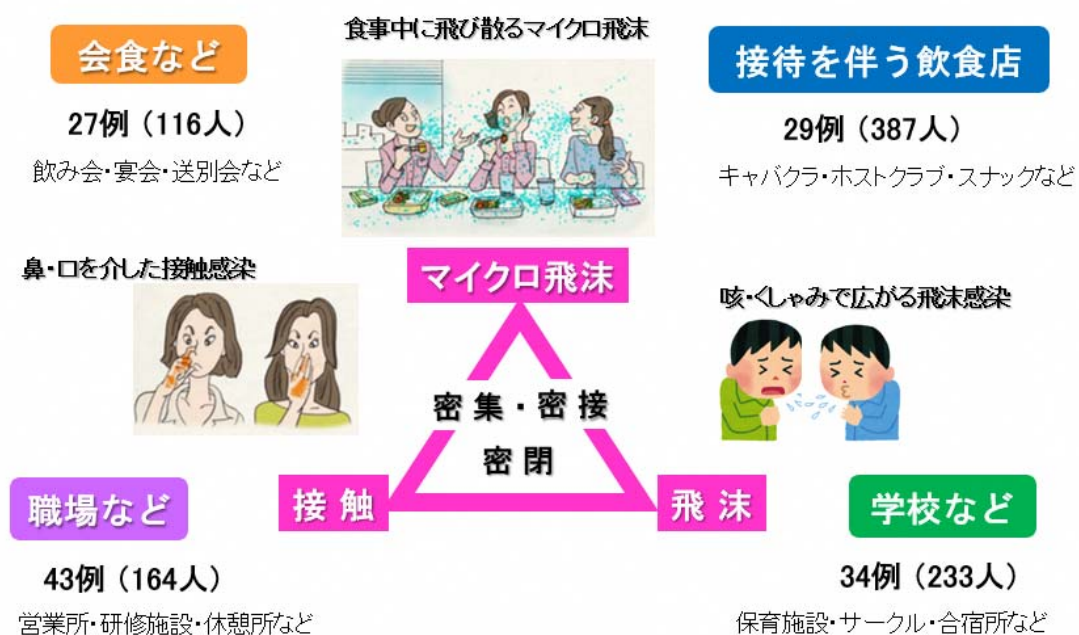 食事中に飛び散るマイクロ飛沫
会食など
27例（116人）
飲み会・宴会・送別会など
接待を伴う飲食店
29例（387人）
キャバクラ・ホストクラブ・スナックなど
鼻・口を介した接触感染
マイクロ飛沫
咳・くしゃみで広がる飛沫感染
密集・密接
密閉
接触
飛沫
職場など
43例（164人）
営業所・研修施設・休憩所など
学校など
34例（233人）
保育施設・サークル・合宿所など